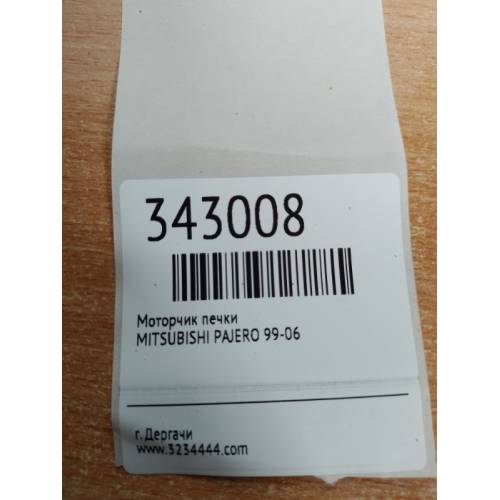 343008
Моторчик печки
MITSUBISHI PAJERO 99-06
г. Дергачи
www.3234444.com